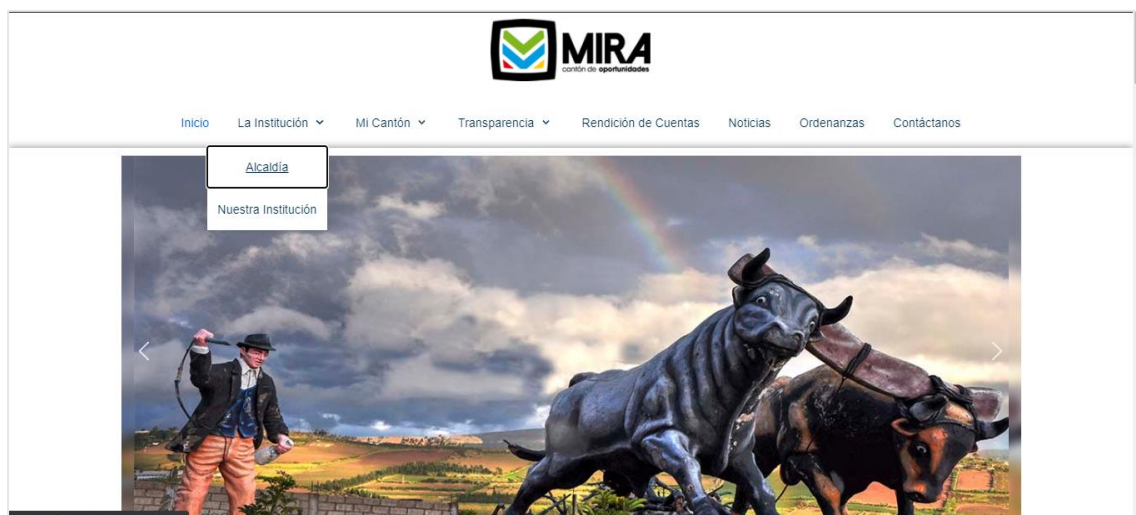 MIRA
cantón de oportunidades
Inicio La Institución Mi Cantón Transparencia Rendición de Cuentas Noticias Ordenanzas Contáctanos
Alcaldía
Nuestra Institución